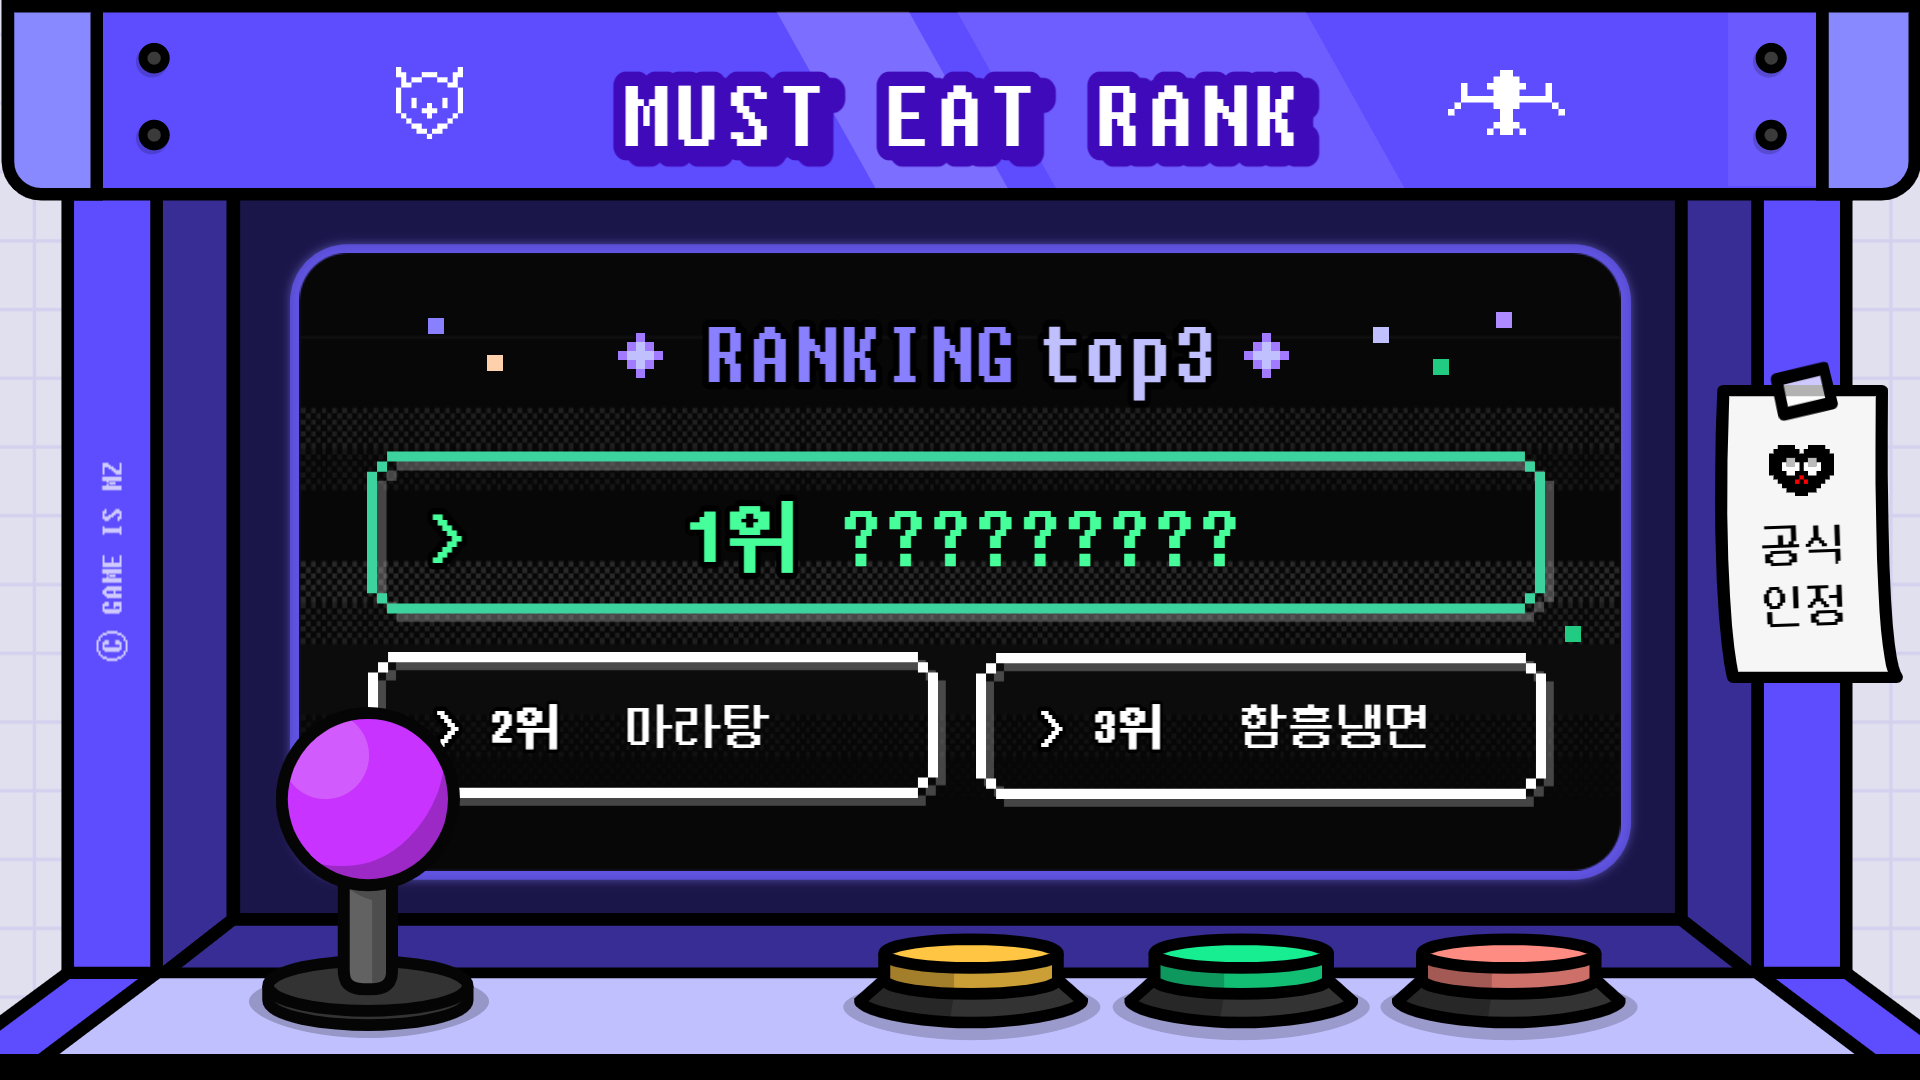 MUST EAT RANK
RANKING top3
> 1위 ?????????
> 2위 마라탕
> 3위 함흥냉면
© GAME IS MZ
공식
인정